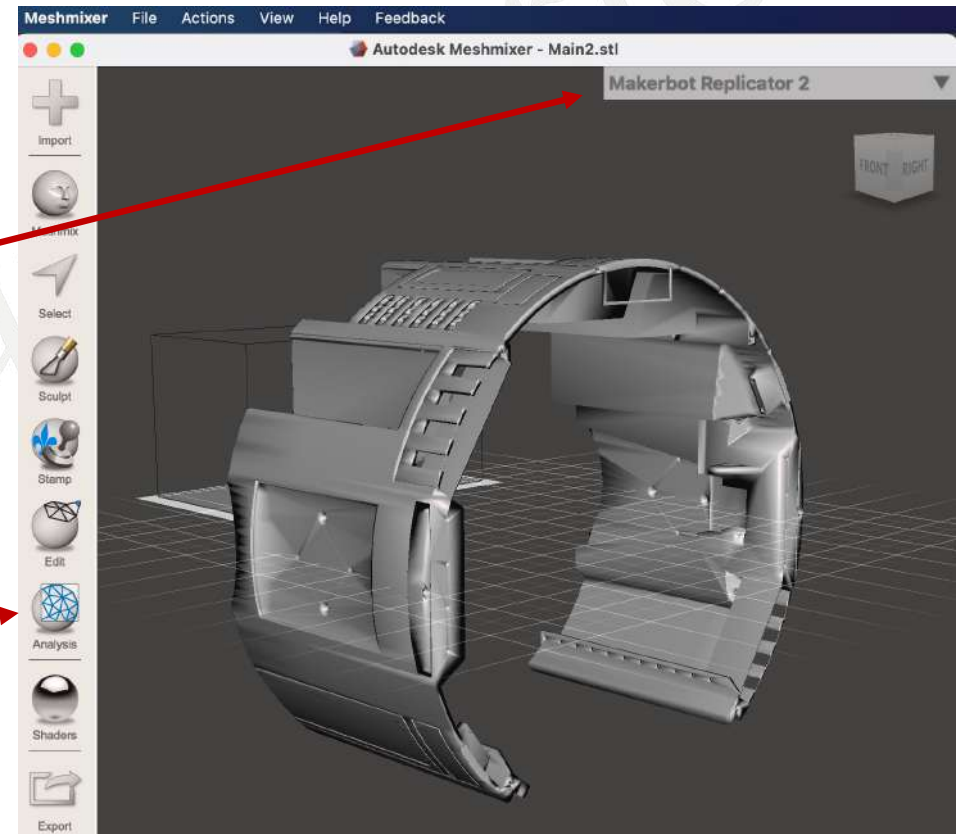 Meshmixer File Actions View Help Feedback
Autodesk Meshmixer - Main2.stl
Makerbot Replicator 2
Import
FRONT RIGHT
Meshmix
Select
Sculpt
Stamp
Edit
Analysis
Shaders
Export